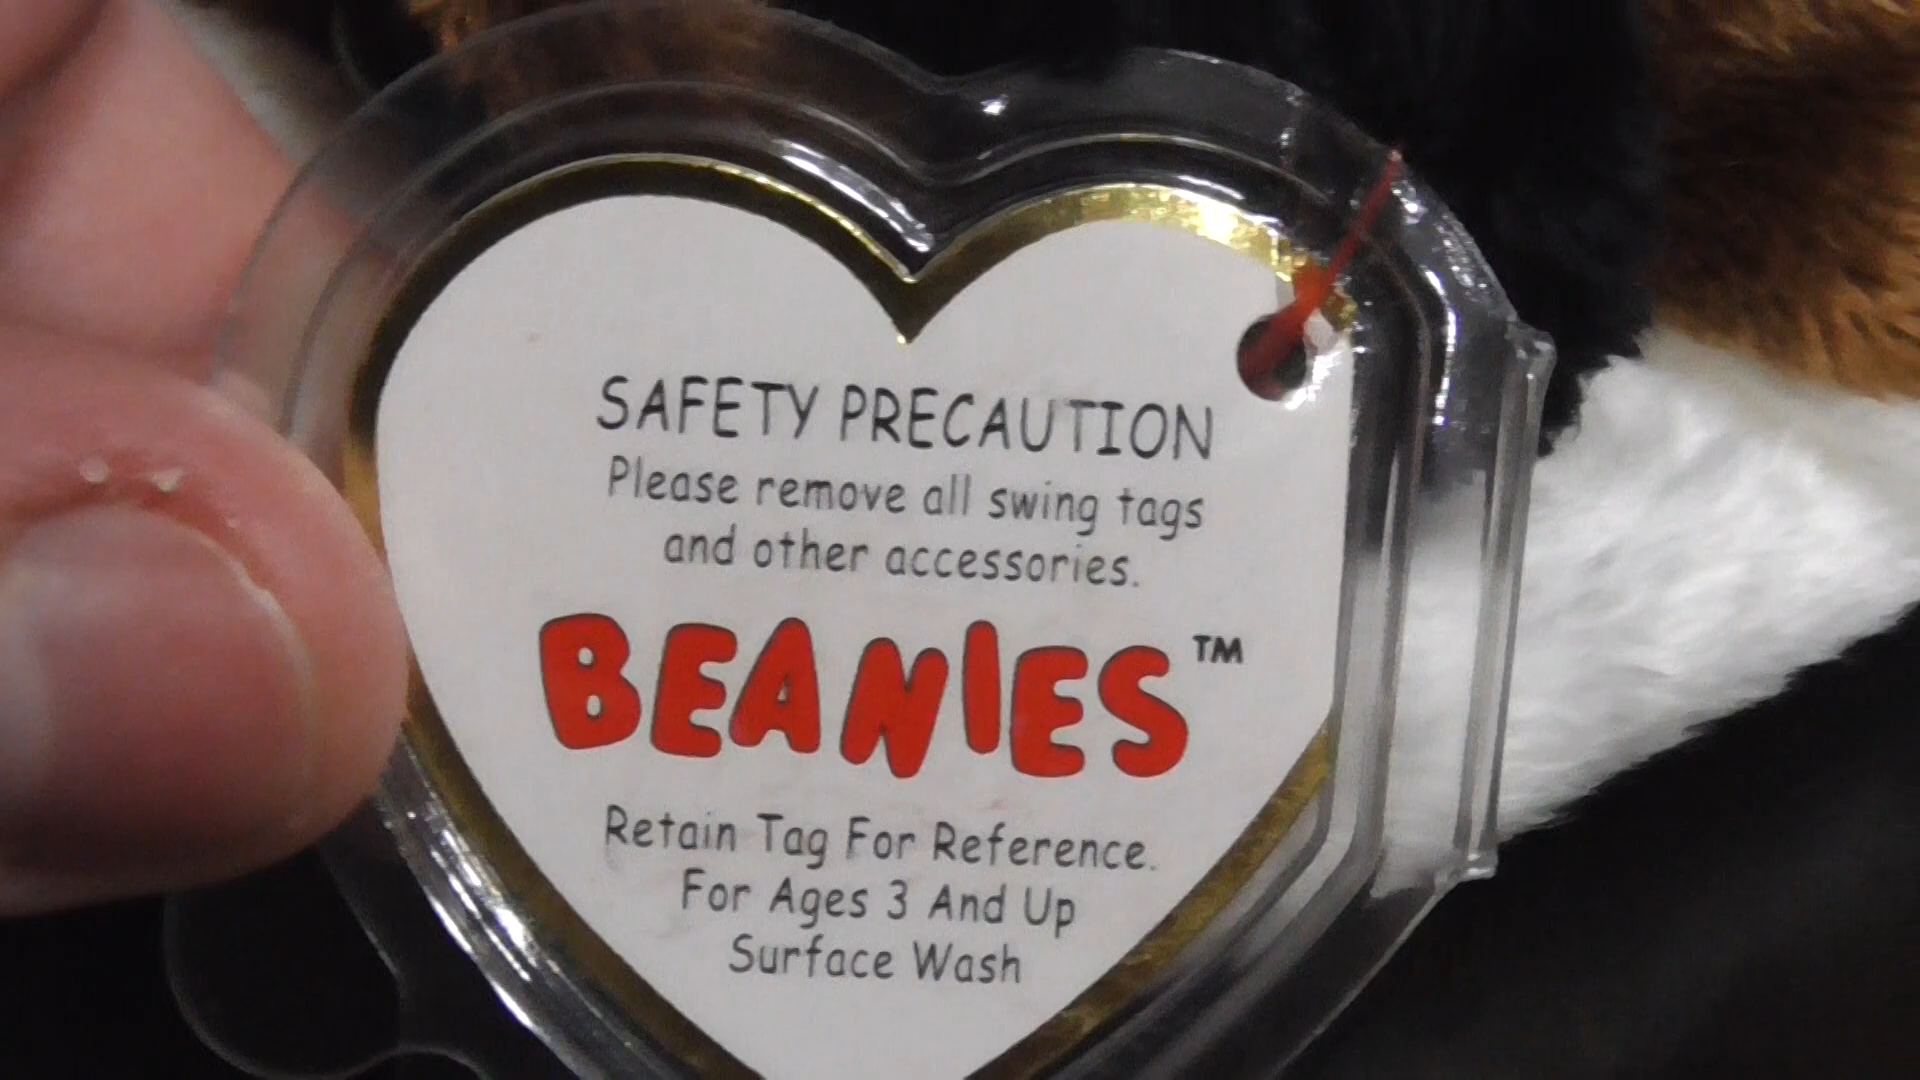 SAFETY PRECAUTION
Please remove all swing tags
and other accessories.
BEANIES™
Retain Tag For Reference.
For Ages 3 And Up
Surface Wash